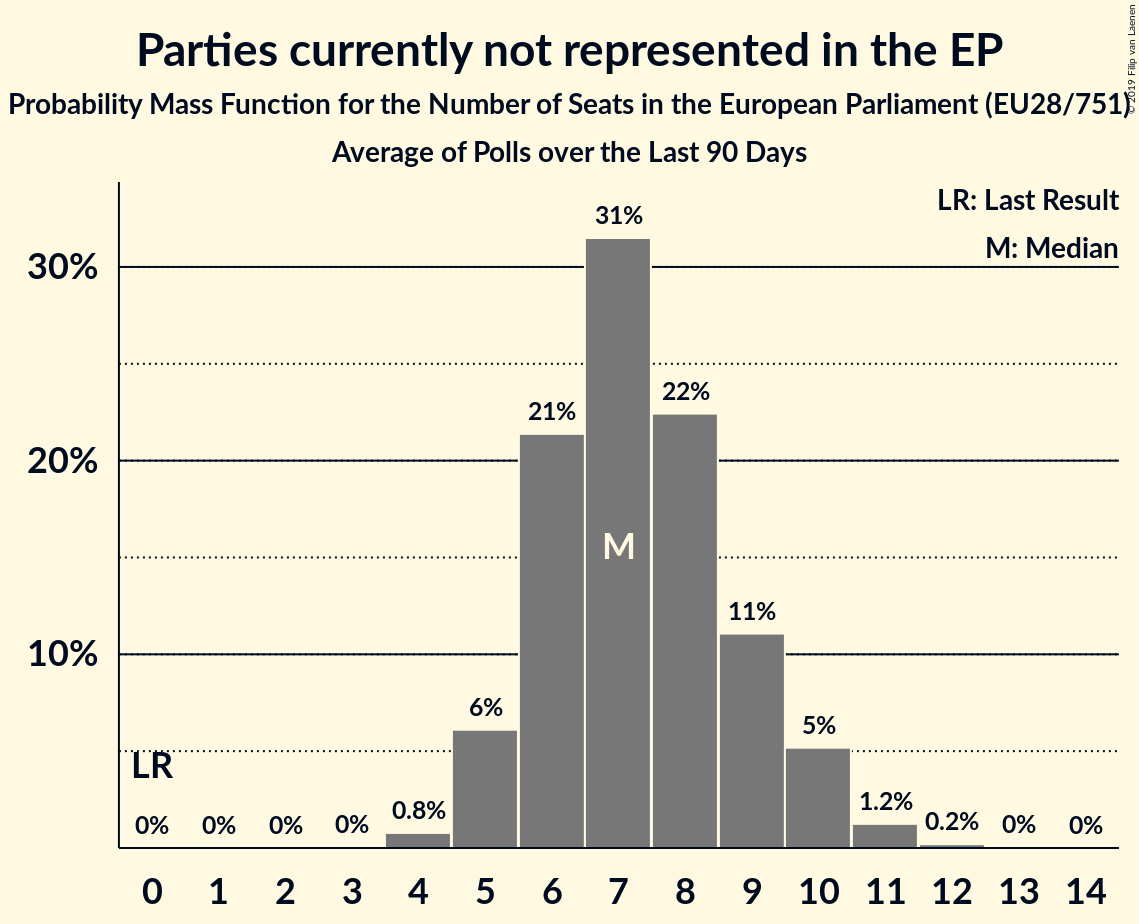 Parties currently not represented in the EP
Probability Mass Function for the Number of Seats in the European Parliament (EU28/751)
Average of Polls over the Last 90 Days
© 2019 Filip van Laenen
LR: Last Result
M: Median
30%
20%
10%
LR
M
0% 0% 0% 0% 0.8% 6% 21% 31% 22% 11% 5% 1.2% 0.2% 0% 0%
0 1 2 3 4 5 6 7 8 9 10 11 12 13 14